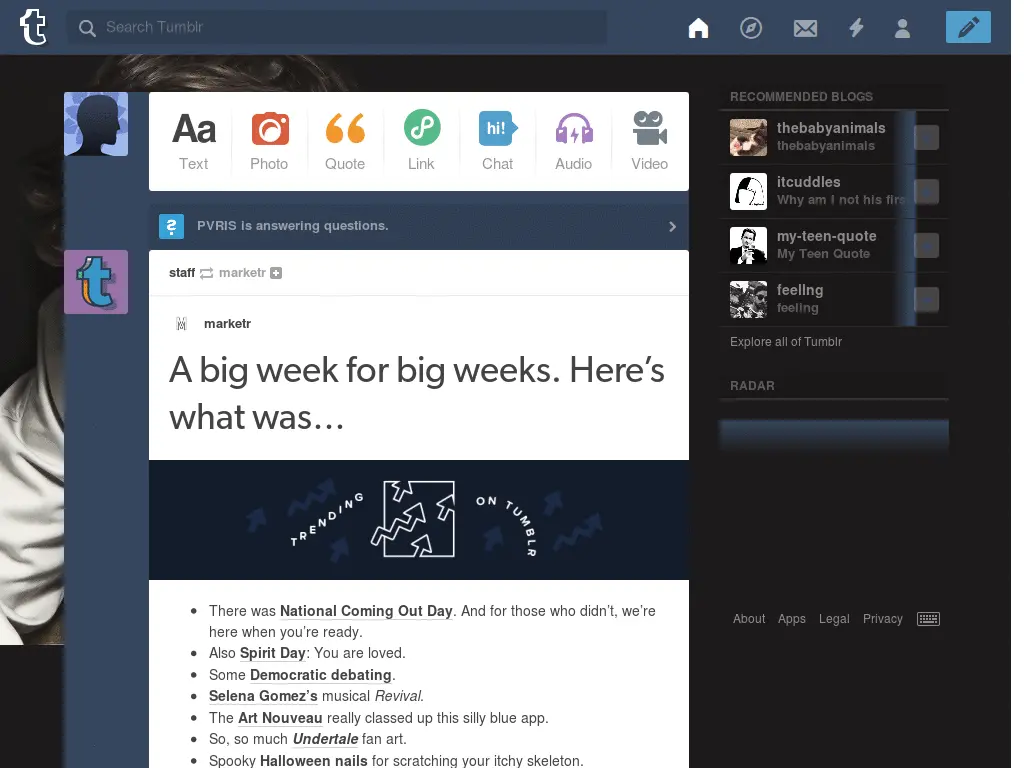 Search Tumblr
Aa
hi!
Text
Photo
Quote
Link
Chat
Audio
Video
? PVRIS is answering questions.
staff marketr
marketr
A big week for big weeks. Here’s
what was…
TRENDING ON TUMBLR
• There was National Coming Out Day. And for those who didn’t, we’re
here when you’re ready.
• Also Spirit Day: You are loved.
• Some Democratic debating.
• Selena Gomez’s musical Revival.
• The Art Nouveau really classed up this silly blue app.
• So, so much Undertale fan art.
• Spooky Halloween nails for scratching your itchy skeleton.
RECOMMENDED BLOGS
thebabyanimals
thebabyanimals
itcuddles
Why am I not his firs
my-teen-quote
My Teen Quote
feellng
feeling
Explore all of Tumblr
RADAR
About Apps Legal Privacy